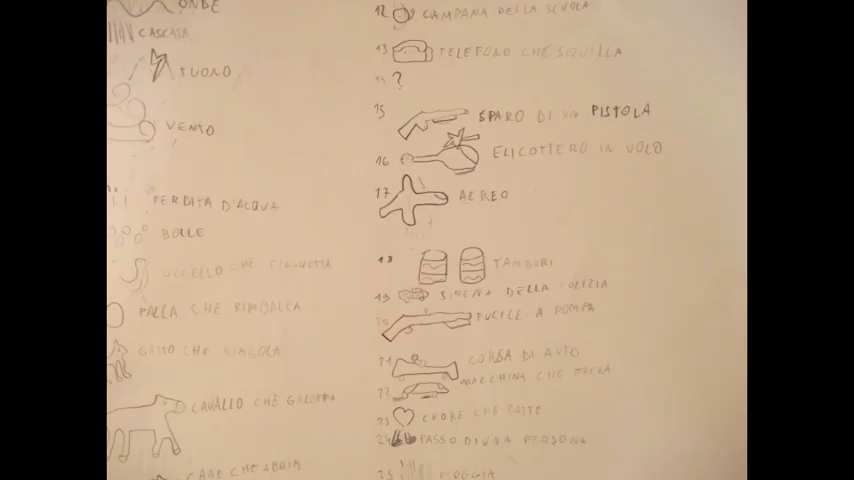 ONDE
CASCATA
TUONO
VENTO
PERDITA D'ACQUA
BOLLE
UCCELLO CHE CINGUETTA
PALLA CHE RIMBALZA
GATTO CHE MIAGOLA
CAVALLO CHE GALOPPA
CANE CHE ABBAIA
12 CAMPANA DELLA SCUOLA
13 TELEFONO CHE SQUILLA
14 ?
15 SPARO DI UN PISTOLA
16 ELICOTTERO IN VOLO
17 AEREO
18 TAMBURI
19 SIRENA DELLA POLIZIA
20 FUCILE A POMPA
21 CORSA DI AUTO
22 MACCHINA CHE FRENA
23 CUORE CHE BATTE
24 PASSO DI UNA PERSONA
25 PIOGGIA